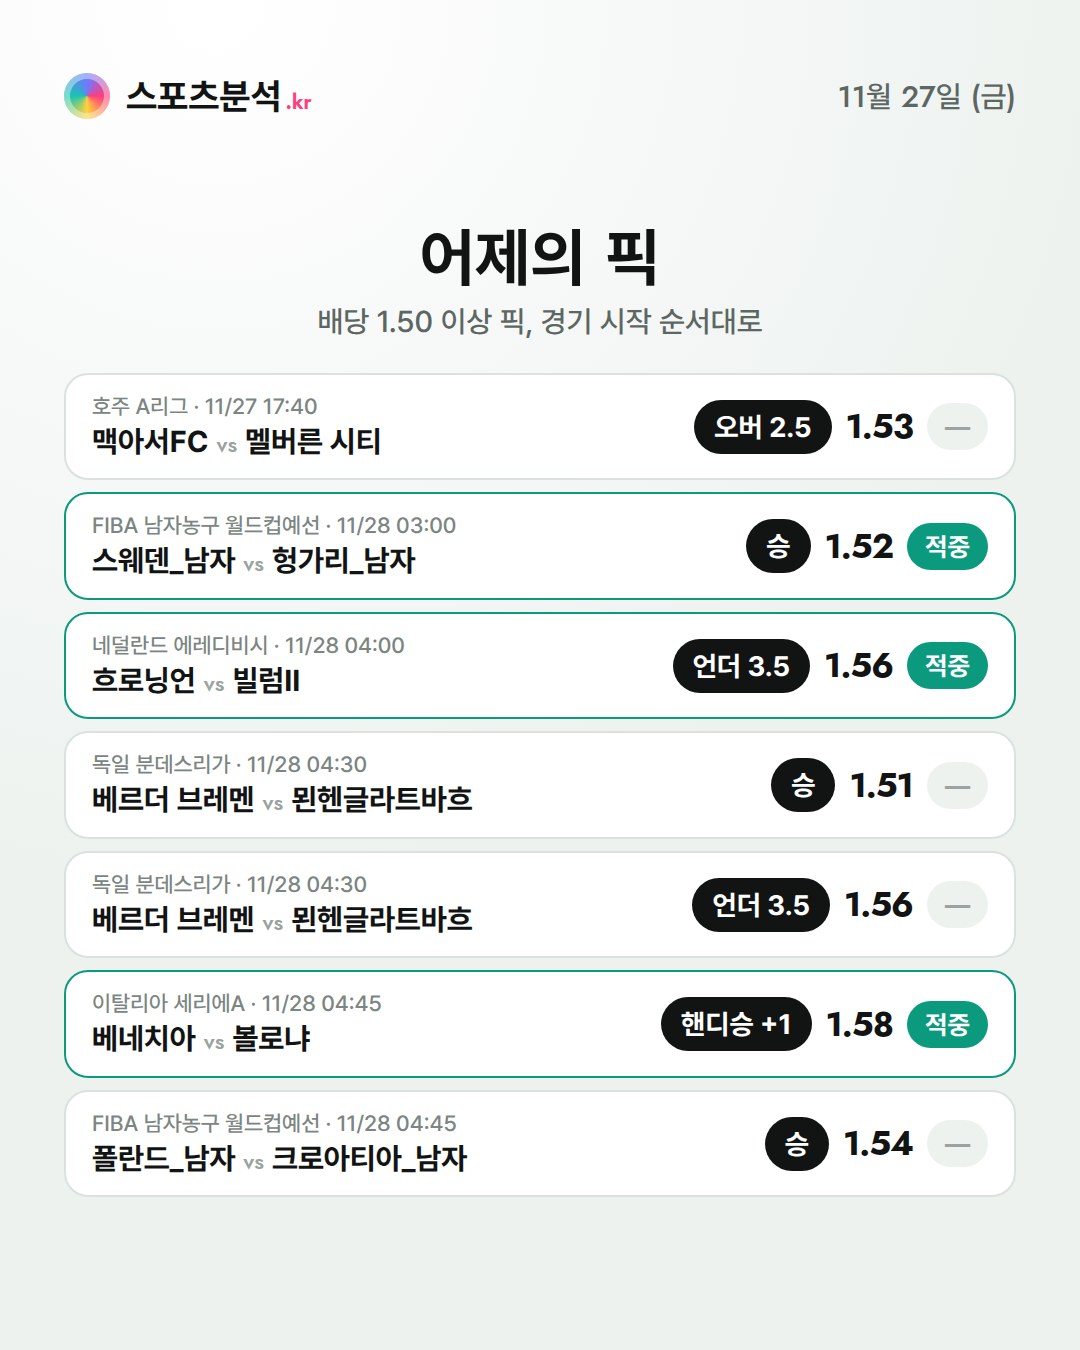 스포츠분석.kr
11월 27일 (금)
어제의 픽
배당 1.50 이상 픽, 경기 시작 순서대로
호주 A리그 · 11/27 17:40
맥아서FC vs 멜버른 시티
오버 2.5 1.53 —
FIBA 남자농구 월드컵예선 · 11/28 03:00
스웨덴_남자 vs 헝가리_남자
승 1.52 적중
네덜란드 에레디비시 · 11/28 04:00
흐로닝언 vs 빌럼II
언더 3.5 1.56 적중
독일 분데스리가 · 11/28 04:30
베르더 브레멘 vs 묀헨글라트바흐
승 1.51 —
독일 분데스리가 · 11/28 04:30
베르더 브레멘 vs 묀헨글라트바흐
언더 3.5 1.56 —
이탈리아 세리에A · 11/28 04:45
베네치아 vs 볼로냐
핸디승 +1 1.58 적중
FIBA 남자농구 월드컵예선 · 11/28 04:45
폴란드_남자 vs 크로아티아_남자
승 1.54 —